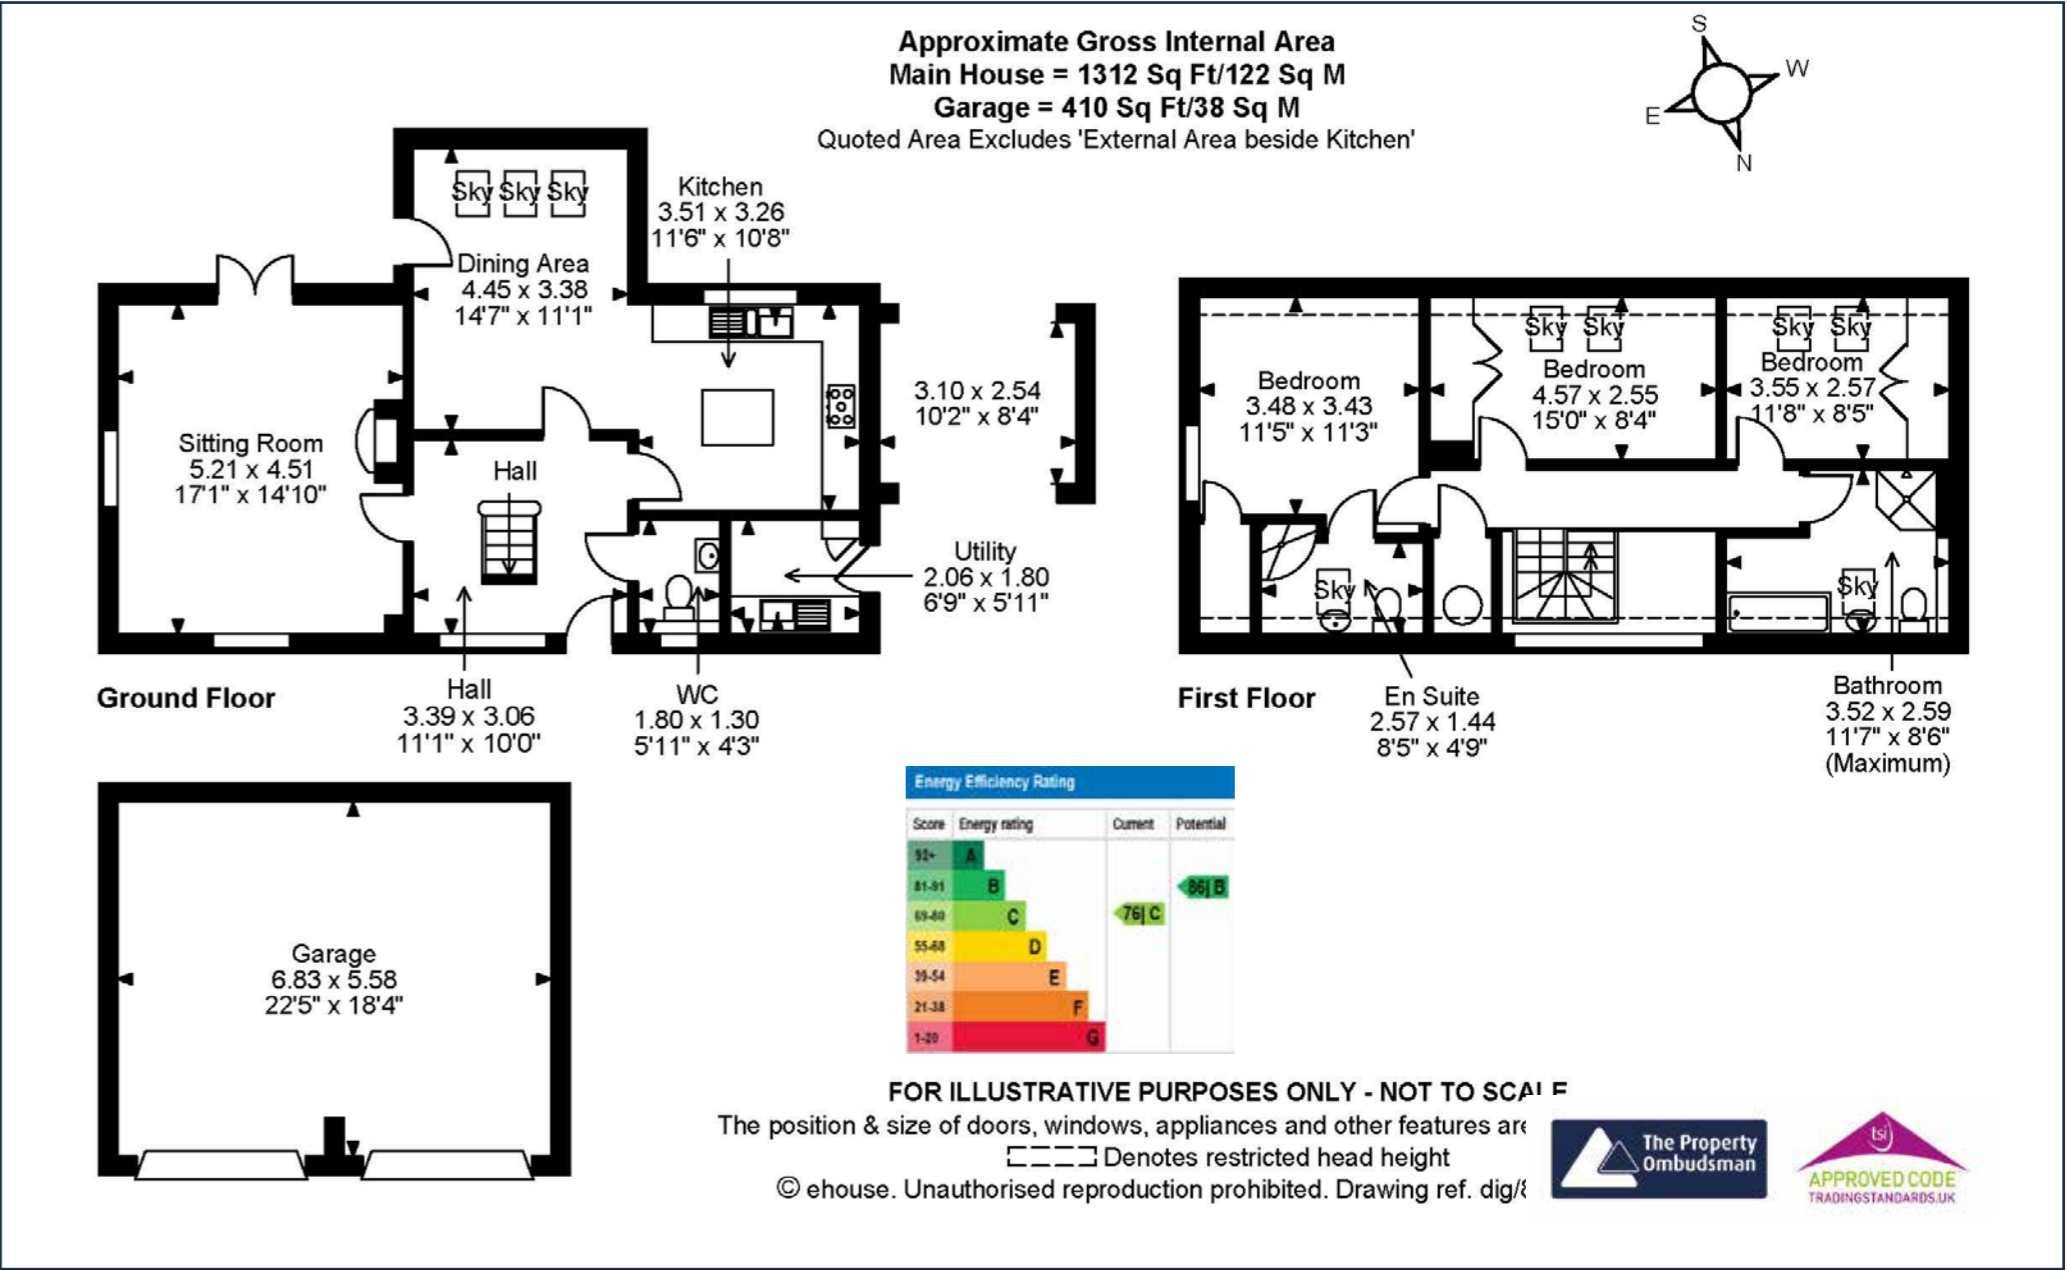 Approximate Gross Internal Area
Main House = 1312 Sq Ft/122 Sq M
Garage = 410 Sq Ft/38 Sq M
Quoted Area Excludes 'External Area beside Kitchen'
S
W
E
N
Sky Sky Sky
Kitchen
3.51 x 3.26
11'6" x 10'8"
Dining Area
4.45 x 3.38
14'7" x 11'1"
Sitting Room
5.21 x 4.51
17'1" x 14'10"
Hall
3.10 x 2.54
10'2" x 8'4"
Utility
2.06 x 1.80
6'9" x 5'11"
Ground Floor
Hall
3.39 x 3.06
11'1" x 10'0"
WC
1.80 x 1.30
5'11" x 4'3"
Sky Sky
Sky Sky
Bedroom
3.48 x 3.43
11'5" x 11'3"
Bedroom
4.57 x 2.55
15'0" x 8'4"
Bedroom
3.55 x 2.57
11'8" x 8'5"
Sky
Sky
First Floor
En Suite
2.57 x 1.44
8'5" x 4'9"
Bathroom
3.52 x 2.59
11'7" x 8'6"
(Maximum)
Garage
6.83 x 5.58
22'5" x 18'4"
Energy Efficiency Rating
Score Energy rating Current Potential
92+ A
81-91 B 86| B
69-80 C 76| C
55-68 D
39-54 E
21-38 F
1-20 G
FOR ILLUSTRATIVE PURPOSES ONLY - NOT TO SCALE
The position & size of doors, windows, appliances and other features are
Denotes restricted head height
© ehouse. Unauthorised reproduction prohibited. Drawing ref. dig/
The Property
Ombudsman
tsi
APPROVED CODE
TRADINGSTANDARDS.UK